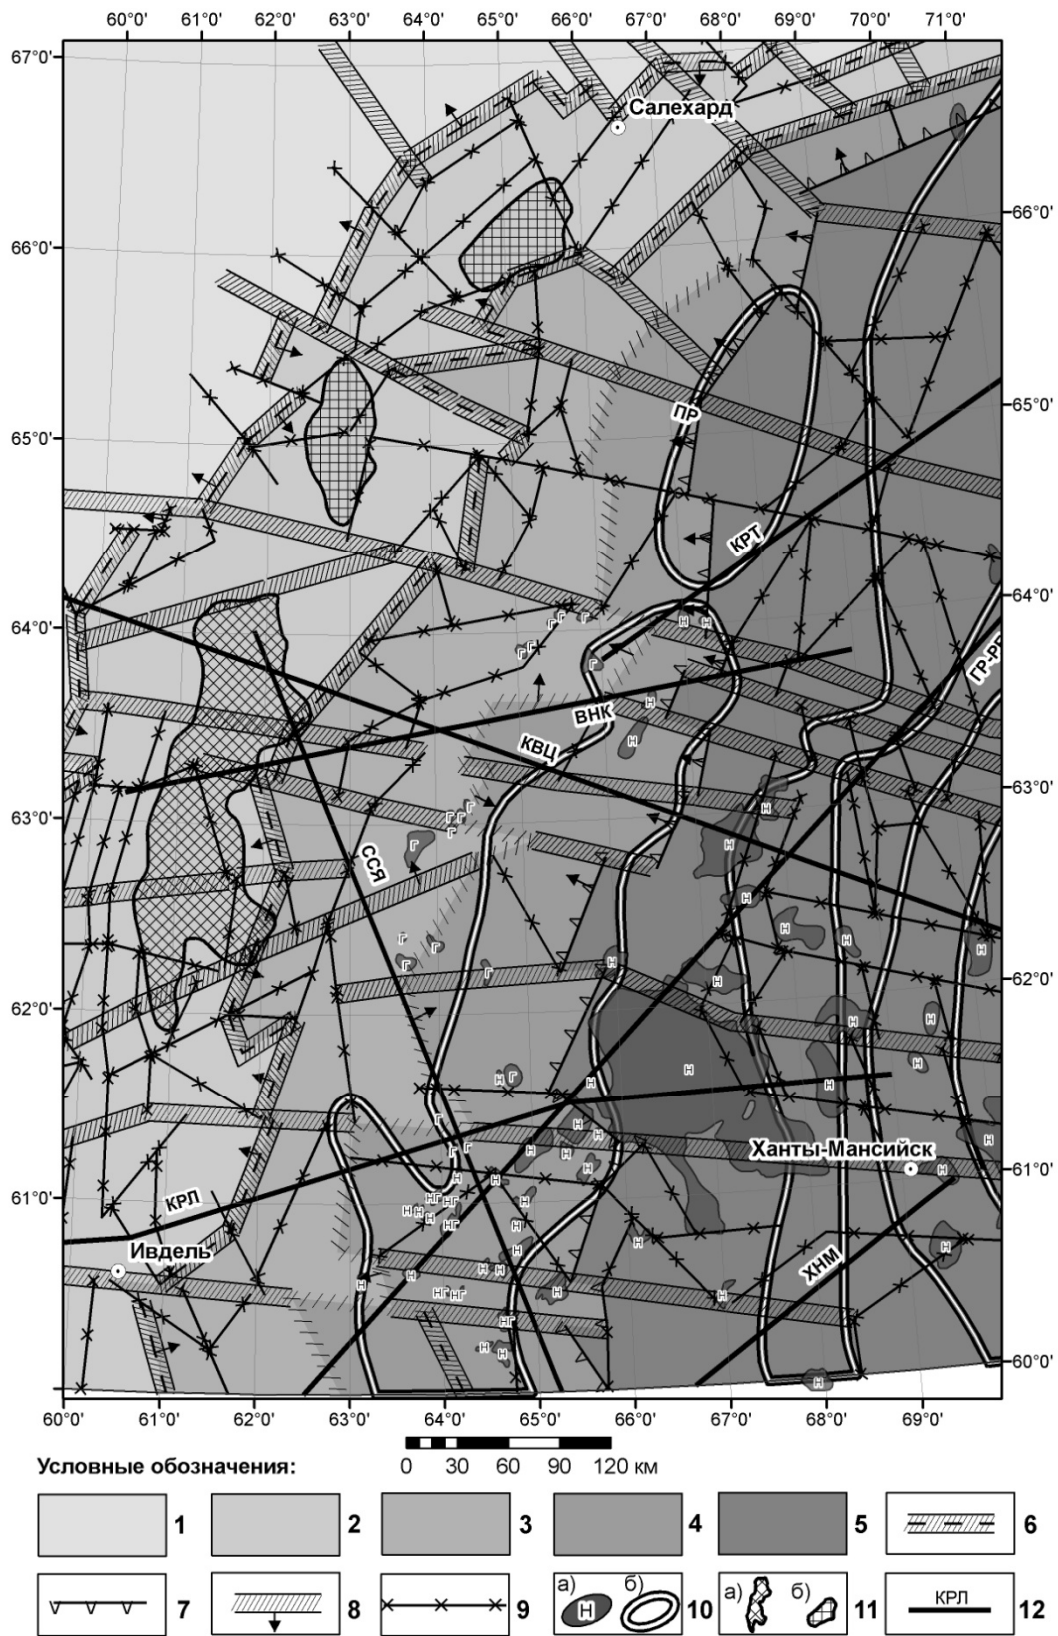 60°0' 61°0' 62°0' 63°0' 64°0' 65°0' 66°0' 67°0' 68°0' 69°0' 70°0' 71°0'
67°0'
Салехард
66°0' 66°0'
ПР
65°0' 65°0'
КРТ
64°0' 64°0'
ГР-РГ
ВНК
КВЦ
63°0' 63°0'
ССЯ
62°0' 62°0'
Ханты-Мансийск
61°0' 61°0'
КРЛ
Ивдель
ХНМ
60°0'
60°0' 61°0' 62°0' 63°0' 64°0' 65°0' 66°0' 67°0' 68°0' 69°0'
Условные обозначения:
0 30 60 90 120 км
1 2 3 4 5 6
7 8 9 а) Н б) 10 а) б) 11 КРЛ 12